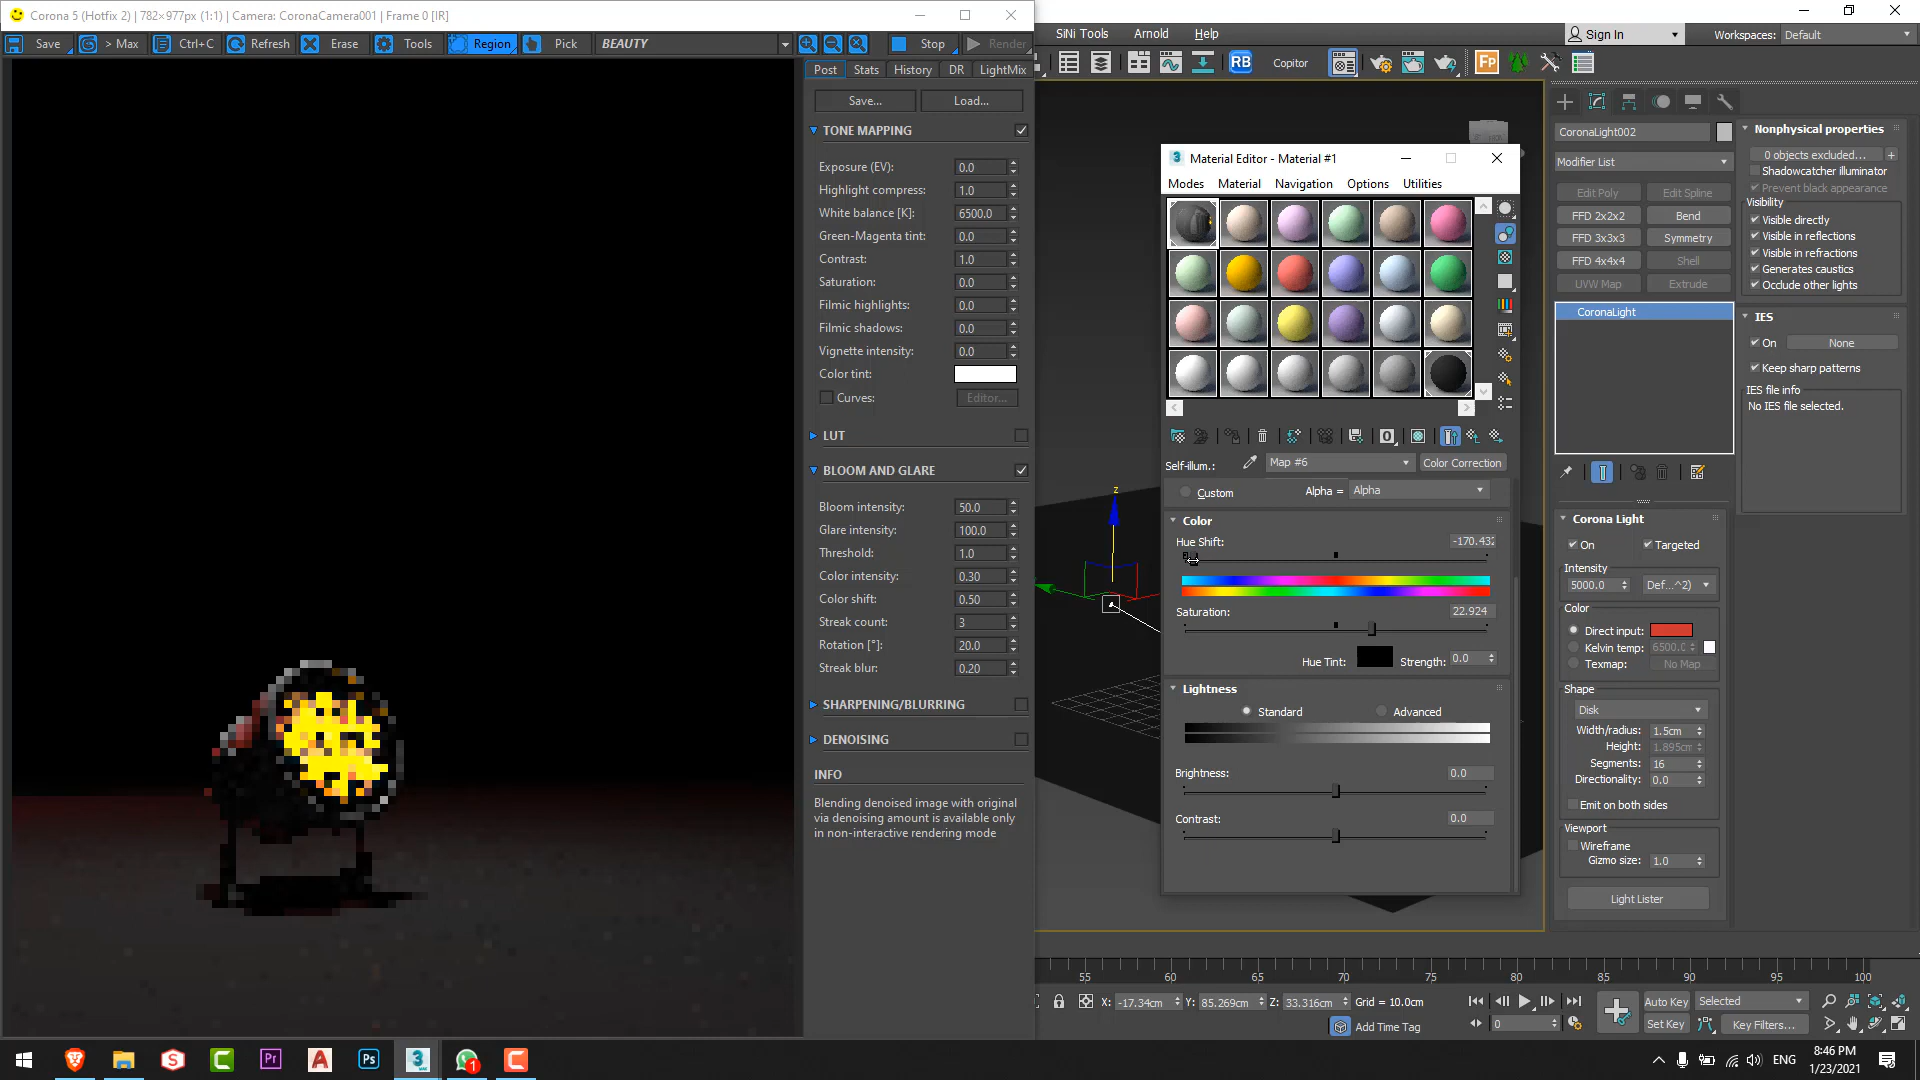 Corona 5 (Hotfix 2) | 782×977px (1:1) | Camera: CoronaCamera001 | Frame 0 [IR]
Save > Max Ctrl+C Refresh Erase Tools Region Pick BEAUTY Stop Render
Post Stats History DR LightMix
Save... Load...
TONE MAPPING
Exposure (EV): 0.0
Highlight compress: 1.0
White balance [K]: 6500.0
Green-Magenta tint: 0.0
Contrast: 1.0
Saturation: 0.0
Filmic highlights: 0.0
Filmic shadows: 0.0
Vignette intensity: 0.0
Color tint:
Curves: Editor...
LUT
BLOOM AND GLARE
Bloom intensity: 50.0
Glare intensity: 100.0
Threshold: 1.0
Color intensity: 0.30
Color shift: 0.50
Streak count: 3
Rotation [°]: 20.0
Streak blur: 0.20
SHARPENING/BLURRING
DENOISING
INFO
Blending denoised image with original
via denoising amount is available only
in non-interactive rendering mode
SiNi Tools Arnold Help
Sign In Workspaces: Default
RB Copitor Fp
Material Editor - Material #1
Modes Material Navigation Options Utilities
Self-illum.: Map #6 Color Correction
Custom Alpha = Alpha
Color
Hue Shift: -170.432
Saturation: 22.924
Hue Tint: Strength: 0.0
Lightness
Standard Advanced
Brightness: 0.0
Contrast: 0.0
z
CoronaLight002
Modifier List
Edit Poly Edit Spline
FFD 2x2x2 Bend
FFD 3x3x3 Symmetry
FFD 4x4x4 Shell
UVW Map Extrude
CoronaLight
Corona Light
On Targeted
Intensity
5000.0 Def...^2)
Color
Direct input:
Kelvin temp: 6500.0
Texmap: No Map
Shape
Disk
Width/radius: 1.5cm
Height: 1.895cm
Segments: 16
Directionality: 0.0
Emit on both sides
Viewport
Wireframe
Gizmo size: 1.0
Light Lister
Nonphysical properties
0 objects excluded... +
Shadowcatcher illuminator
Prevent black appearance
Visibility
Visible directly
Visible in reflections
Visible in refractions
Generates caustics
Occlude other lights
IES
On None
Keep sharp patterns
IES file info
No IES file selected.
55 60 65 70 75 80 85 90 95 100
X: -17.34cm Y: 85.269cm Z: 33.316cm Grid = 10.0cm
Add Time Tag
0
Auto Key Selected
Set Key Key Filters...
ENG 8:46 PM
1/23/2021